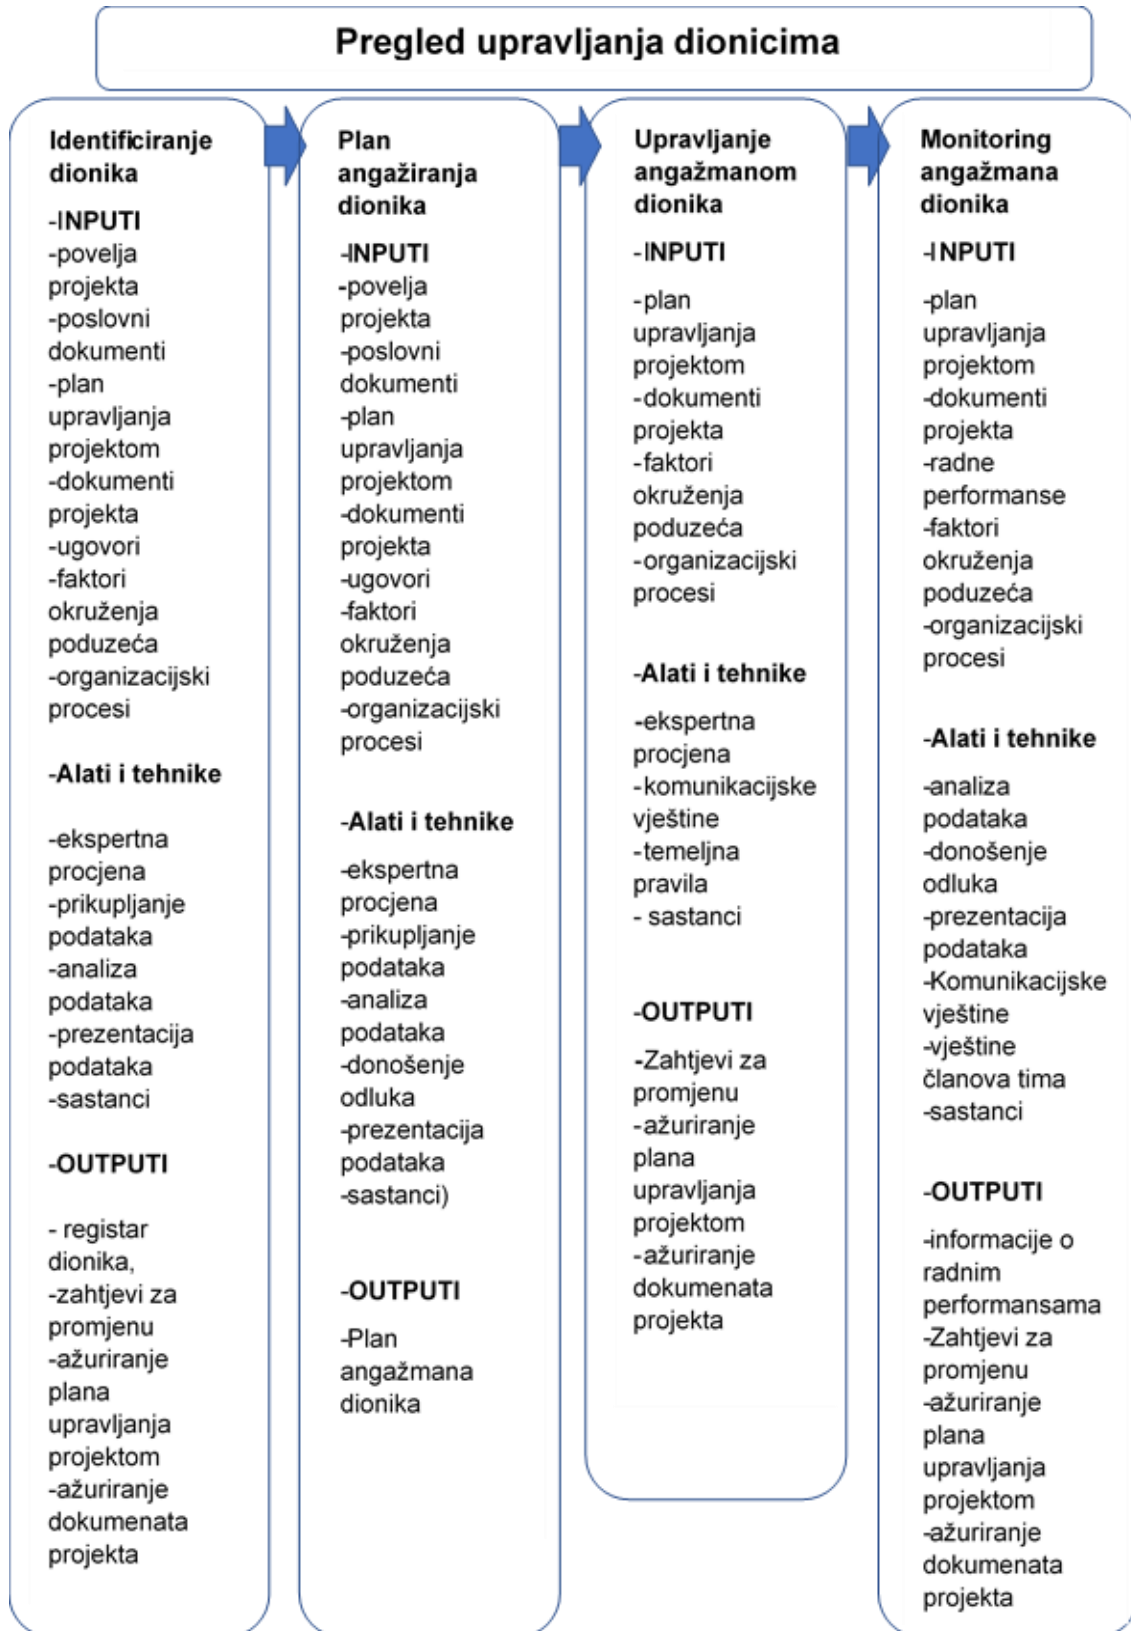 Pregled upravljanja dionicima
Identificiranje
dionika
-INPUTI
-povelja
projekta
-poslovni
dokumenti
-plan
upravljanja
projektom
-dokumenti
projekta
-ugovori
-faktori
okruženja
poduzeća
-organizacijski
procesi
-Alati i tehnike
-ekspertna
procjena
-prikupljanje
podataka
-analiza
podataka
-prezentacija
podataka
-sastanci
-OUTPUTI
- registar
dionika,
-zahtjevi za
promjenu
-ažuriranje
plana
upravljanja
projektom
-ažuriranje
dokumenata
projekta
Plan
angažiranja
dionika
-INPUTI
-povelja
projekta
-poslovni
dokumenti
-plan
upravljanja
projektom
-dokumenti
projekta
-ugovori
-faktori
okruženja
poduzeća
-organizacijski
procesi
-Alati i tehnike
-ekspertna
procjena
-prikupljanje
podataka
-analiza
podataka
-donošenje
odluka
-prezentacija
podataka
-sastanci)
-OUTPUTI
-Plan
angažmana
dionika
Upravljanje
angažmanom
dionika
-INPUTI
-plan
upravljanja
projektom
-dokumenti
projekta
-faktori
okruženja
poduzeća
-organizacijski
procesi
-Alati i tehnike
-ekspertna
procjena
-komunikacijske
vještine
-temeljna
pravila
- sastanci
-OUTPUTI
-Zahtjevi za
promjenu
-ažuriranje
plana
upravljanja
projektom
-ažuriranje
dokumenata
projekta
Monitoring
angažmana
dionika
-INPUTI
-plan
upravljanja
projektom
-dokumenti
projekta
-radne
performanse
-faktori
okruženja
poduzeća
-organizacijski
procesi
-Alati i tehnike
-analiza
podataka
-donošenje
odluka
-prezentacija
podataka
-Komunikacijske
vještine
-vještine
članova tima
-sastanci
-OUTPUTI
-informacije o
radnim
performansama
-Zahtjevi za
promjenu
-ažuriranje
plana
upravljanja
projektom
-ažuriranje
dokumenata
projekta